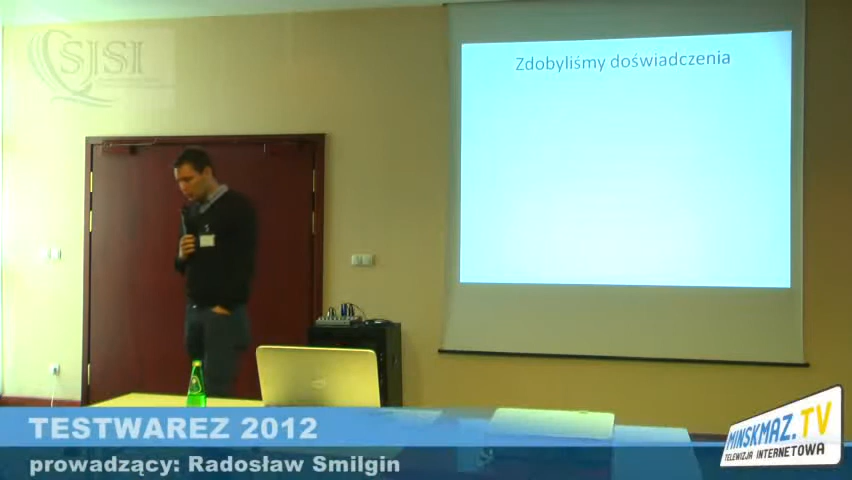 SJSI
Zdobyliśmy doświadczenia
TESTWAREZ 2012
prowadzący: Radosław Smilgin
MINSKMAZ.TV
TELEWIZJA INTERNETOWA